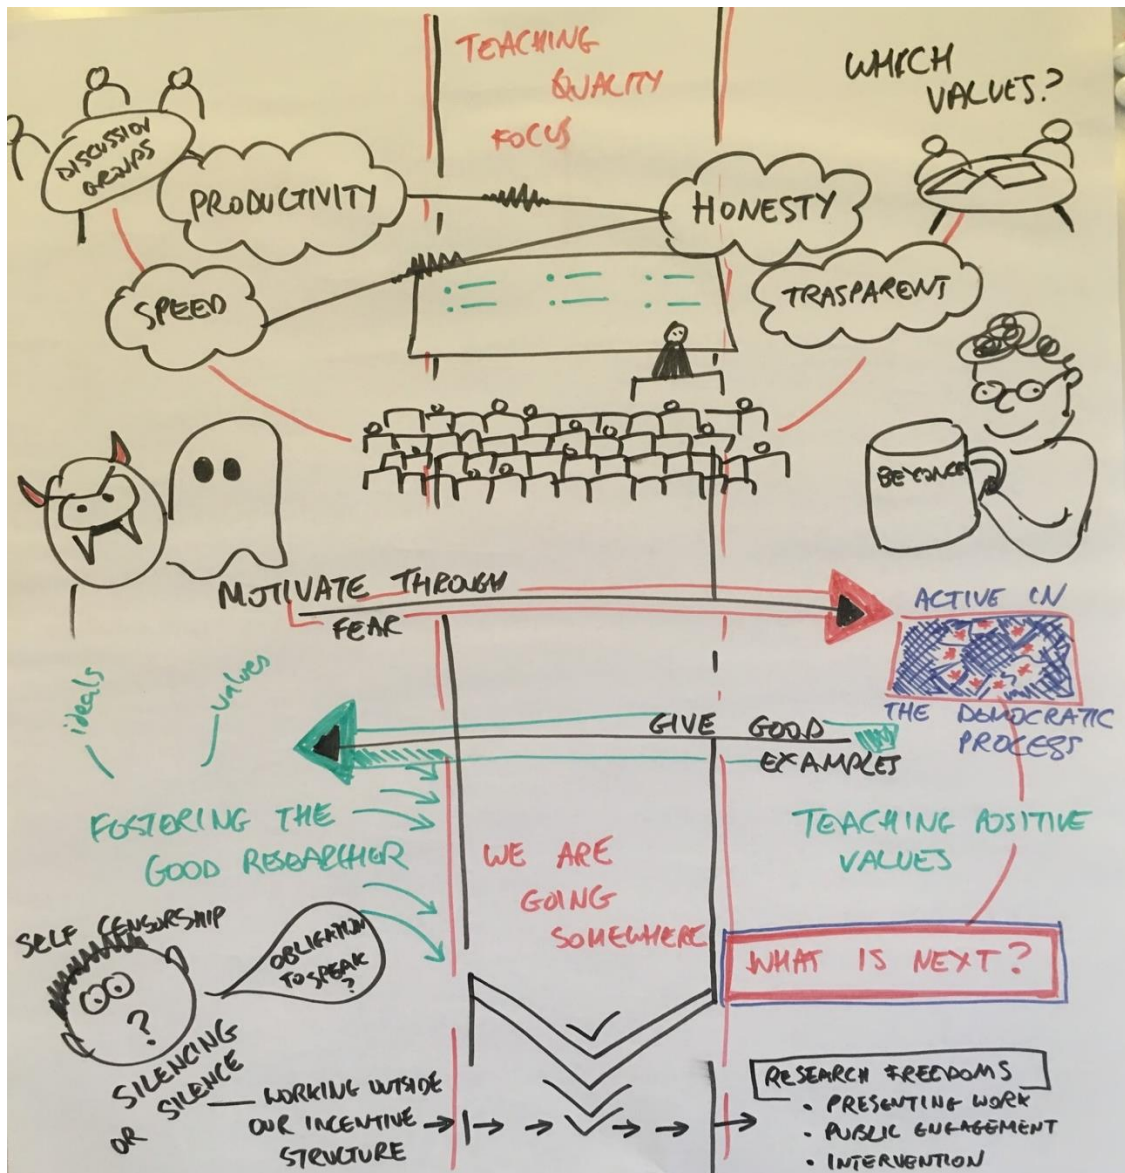 TEACHING
QUALITY
FOCUS
WHICH
VALUES?
DISCUSSION
GROUPS
PRODUCTIVITY
HONESTY
SPEED
TRASPARENT
BEYONCE
MOTIVATE THROUGH
FEAR
ACTIVE IN
THE DEMOCRATIC
PROCESS
ideals
values
GIVE GOOD
EXAMPLES
FOSTERING THE
GOOD RESEARCHER
TEACHING POSITIVE
VALUES
WE ARE
GOING
SOMEWHERE
SELF CENSORSHIP
OBLIGATION
TO SPEAK
?
?
WHAT IS NEXT?
SILENCING
OR SILENCE
WORKING OUTSIDE
OUR INCENTIVE
STRUCTURE
RESEARCH FREEDOMS
• PRESENTING WORK
• PUBLIC ENGAGEMENT
• INTERVENTION